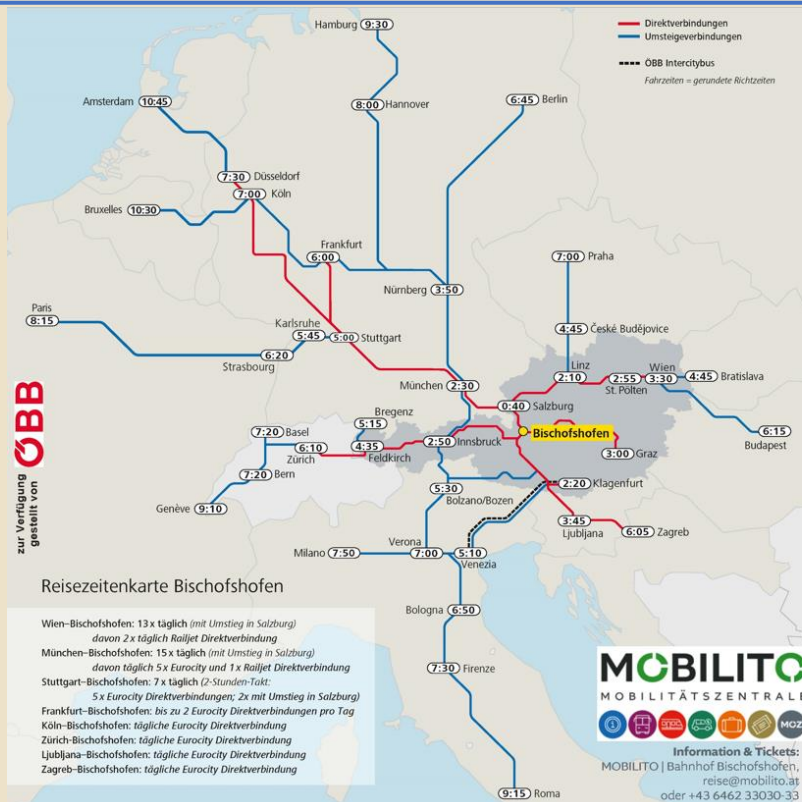 Hamburg 9:30
Direktverbindungen
Umsteigeverbindungen
ÖBB Intercitybus
Fahrzeiten = gerundete Richtzeiten
Amsterdam 10:45
8:00 Hannover
6:45 Berlin
7:30 Düsseldorf
7:00 Köln
Bruxelles 10:30
Frankfurt
6:00
7:00 Praha
Nürnberg 3:50
Paris
8:15
Karlsruhe
5:45
5:00 Stuttgart
4:45 České Budějovice
Strasbourg
6:20
Linz
2:10
2:55
St. Pölten
Wien
3:30
4:45 Bratislava
München 2:30
0:40 Salzburg
Bregenz
5:15
7:20 Basel
6:10
Zürich
4:35
Feldkirch
2:50 Innsbruck
Bischofshofen
6:15
Budapest
3:00 Graz
7:20
Bern
5:30
Bolzano/Bozen
2:20 Klagenfurt
Genève
9:10
3:45
Ljubljana
6:05 Zagreb
Verona
Milano 7:50
7:00
5:10
Venezia
Bologna
6:50
7:30 Firenze
9:15 Roma
zur Verfügung
gestellt von
ÖBB
Reisezeitenkarte Bischofshofen
Wien–Bischofshofen: 13 x täglich (mit Umstieg in Salzburg)
davon 2 x täglich Railjet Direktverbindung
München–Bischofshofen: 15 x täglich (mit Umstieg in Salzburg)
davon täglich 5 x Eurocity und 1 x Railjet Direktverbindung
Stuttgart–Bischofshofen: 7 x täglich (2-Stunden-Takt:
5 x Eurocity Direktverbindungen; 2x mit Umstieg in Salzburg)
Frankfurt–Bischofshofen: bis zu 2 Eurocity Direktverbindungen pro Tag
Köln–Bischofshofen: tägliche Eurocity Direktverbindung
Zürich-Bischofshofen: tägliche Eurocity Direktverbindung
Ljubljana–Bischofshofen: tägliche Eurocity Direktverbindung
Zagreb–Bischofshofen: tägliche Eurocity Direktverbindung
MOBILITO
MOBILITÄTSZENTRALE
MOZ
Information & Tickets:
MOBILITO | Bahnhof Bischofshofen,
reise@mobilito.at
oder +43 6462 33030-33